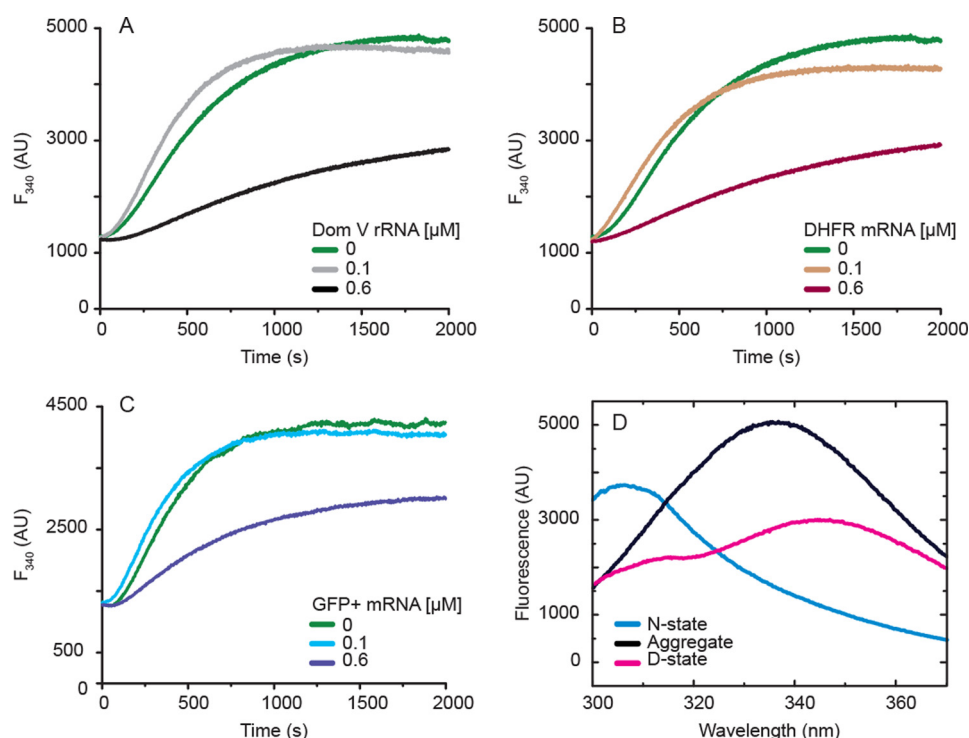 A
5000
3000
1000
0
F340 (AU)
Dom V rRNA [µM]
0
0.1
0.6
0 500 1000 1500 2000
Time (s)
B
5000
3000
1000
0
F340 (AU)
DHFR mRNA [µM]
0
0.1
0.6
0 500 1000 1500 2000
Time (s)
C
4500
2500
500
0
F340 (AU)
GFP+ mRNA [µM]
0
0.1
0.6
0 500 1000 1500 2000
Time (s)
D
5000
3000
1000
0
Fluorescence (AU)
N-state
Aggregate
D-state
300 320 340 360
Wavelength (nm)